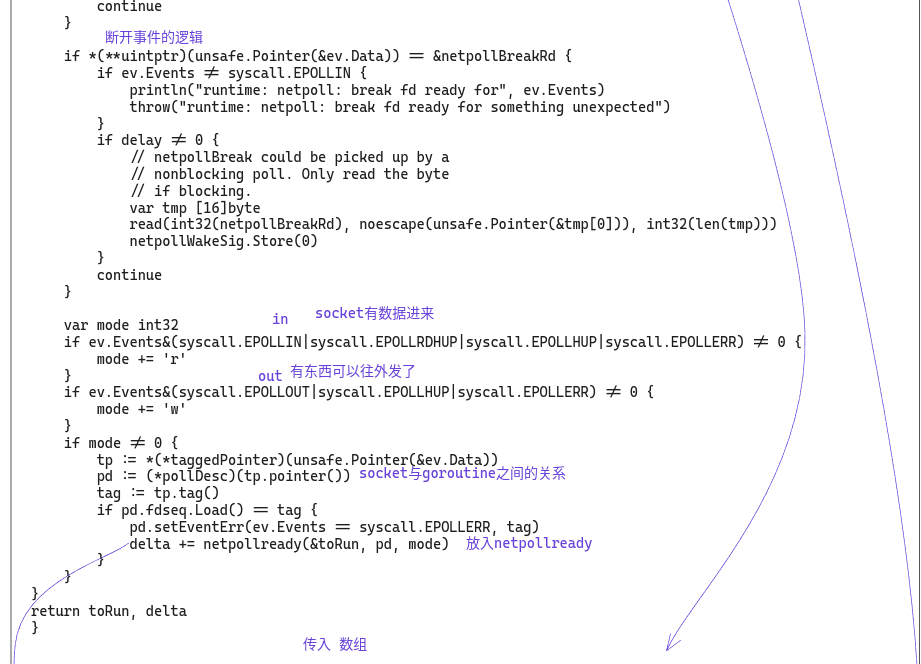 continue
}
断开事件的逻辑
if *(**uintptr)(unsafe.Pointer(&ev.Data)) == &netpollBreakRd {
if ev.Events != syscall.EPOLLIN {
println("runtime: netpoll: break fd ready for", ev.Events)
throw("runtime: netpoll: break fd ready for something unexpected")
}
if delay != 0 {
// netpollBreak could be picked up by a
// nonblocking poll. Only read the byte
// if blocking.
var tmp [16]byte
read(int32(netpollBreakRd), noescape(unsafe.Pointer(&tmp[0])), int32(len(tmp)))
netpollWakeSig.Store(0)
}
continue
}
in socket有数据进来
var mode int32
if ev.Events&(syscall.EPOLLIN|syscall.EPOLLRDHUP|syscall.EPOLLHUP|syscall.EPOLLERR) != 0 {
mode += 'r'
}
out 有东西可以往外发了
if ev.Events&(syscall.EPOLLOUT|syscall.EPOLLHUP|syscall.EPOLLERR) != 0 {
mode += 'w'
}
if mode != 0 {
tp := *(*taggedPointer)(unsafe.Pointer(&ev.Data))
pd := (*pollDesc)(tp.pointer()) socket与goroutine之间的关系
tag := tp.tag()
if pd.fdseq.Load() == tag {
pd.setEventErr(ev.Events == syscall.EPOLLERR, tag)
delta += netpollready(&toRun, pd, mode) 放入netpollready
}
}
}
return toRun, delta
}
传入 数组